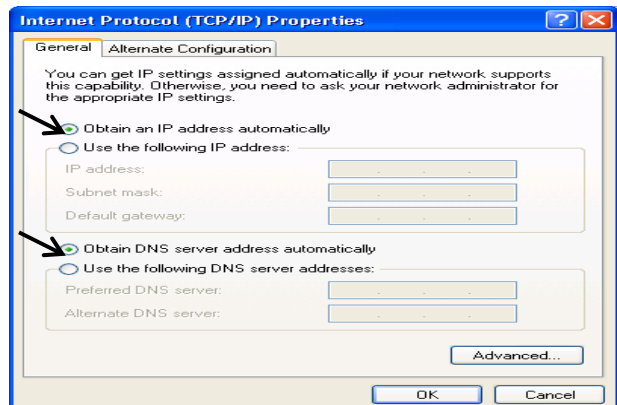 Internet Protocol (TCP/IP) Properties
General
Alternate Configuration
You can get IP settings assigned automatically if your network supports
this capability. Otherwise, you need to ask your network administrator for
the appropriate IP settings.
Obtain an IP address automatically
Use the following IP address:
IP address:
Subnet mask:
Default gateway:
Obtain DNS server address automatically
Use the following DNS server addresses:
Preferred DNS server:
Alternate DNS server:
Advanced...
OK
Cancel